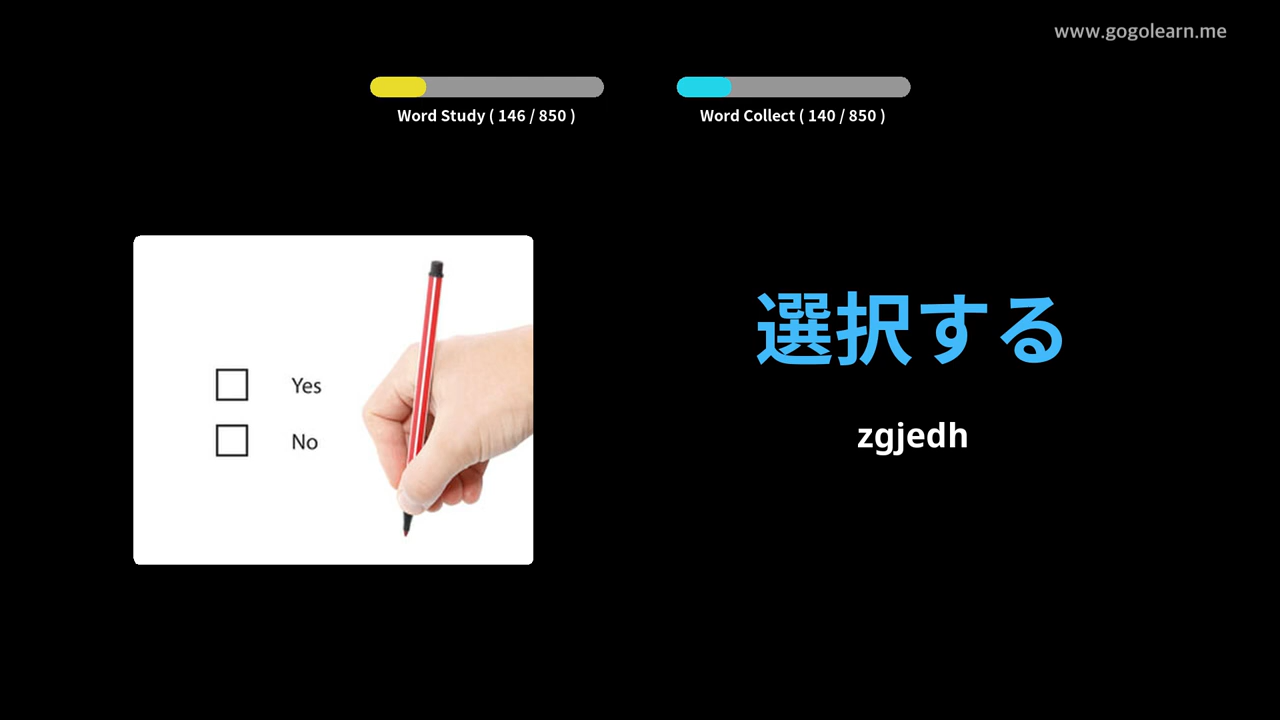 www.gogolearn.me
Word Study ( 146 / 850 )
Word Collect ( 140 / 850 )
選択する
zgjedh
Yes
No